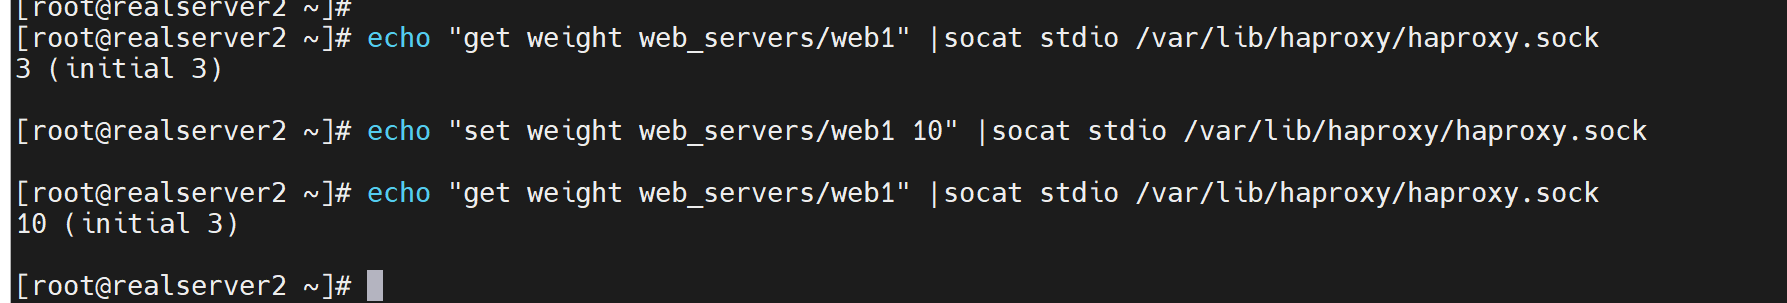 [root@realserver2 ~]#
[root@realserver2 ~]# echo "get weight web_servers/web1" |socat stdio /var/lib/haproxy/haproxy.sock
3 (initial 3)
[root@realserver2 ~]# echo "set weight web_servers/web1 10" |socat stdio /var/lib/haproxy/haproxy.sock
[root@realserver2 ~]# echo "get weight web_servers/web1" |socat stdio /var/lib/haproxy/haproxy.sock
10 (initial 3)
[root@realserver2 ~]#